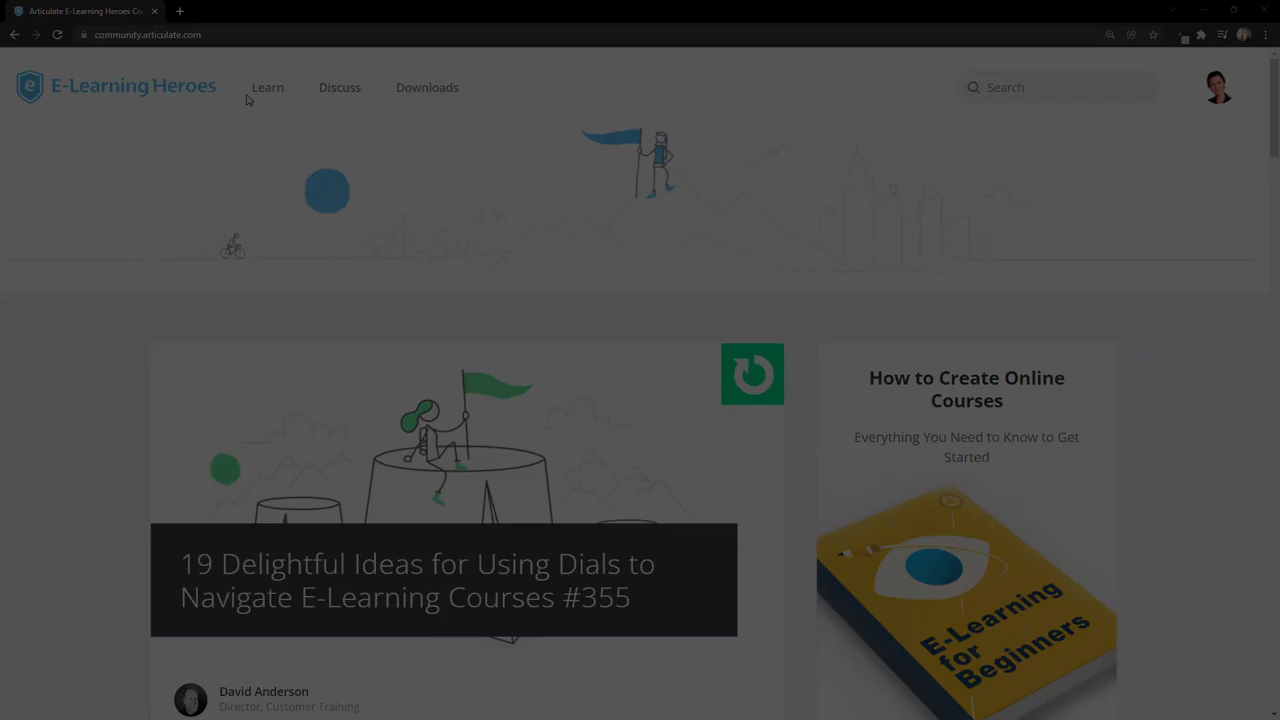 Articulate E-Learning Heroes Co
community.articulate.com
e E-Learning Heroes
Learn
Discuss
Downloads
Search
19 Delightful Ideas for Using Dials to
Navigate E-Learning Courses #355
David Anderson
Director, Customer Training
How to Create Online
Courses
Everything You Need to Know to Get
Started
E-Learning
for
Beginners